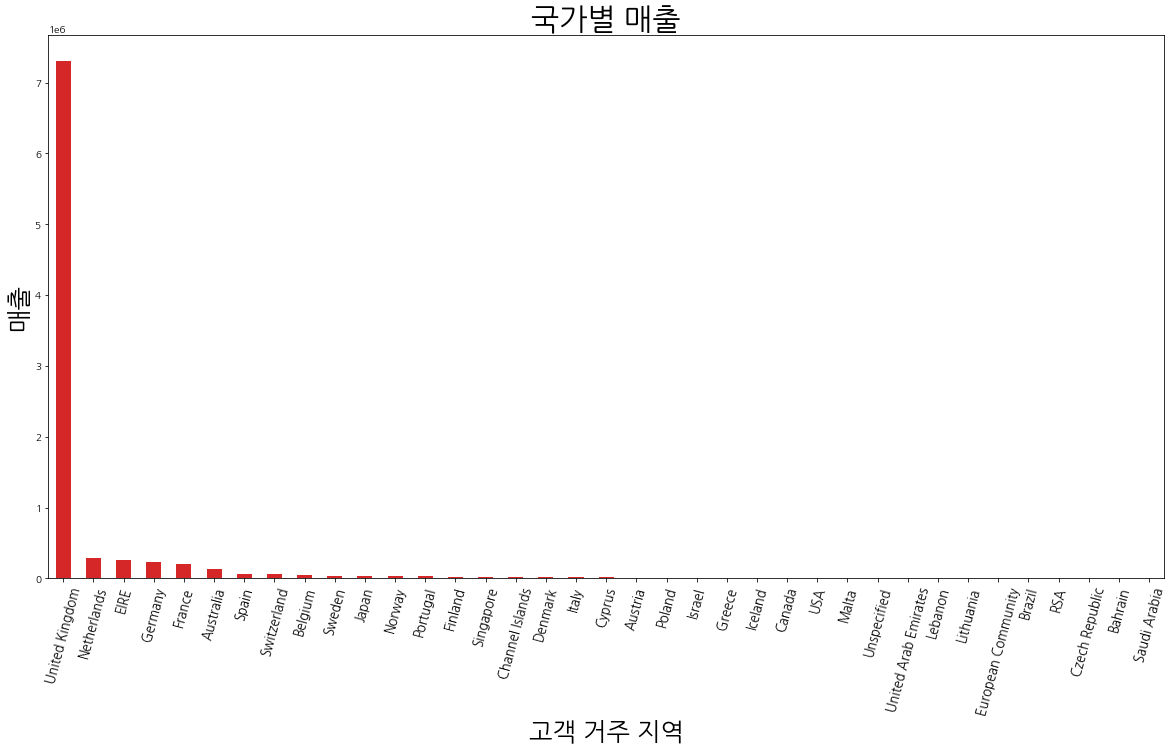 국가별 매출
1e6
7
6
5
4
3
2
1
0
매출
United Kingdom
Netherlands
EIRE
Germany
France
Australia
Spain
Switzerland
Belgium
Sweden
Japan
Norway
Portugal
Finland
Singapore
Channel Islands
Denmark
Italy
Cyprus
Austria
Poland
Israel
Greece
Iceland
Canada
USA
Malta
Unspecified
United Arab Emirates
Lebanon
Lithuania
European Community
Brazil
RSA
Czech Republic
Bahrain
Saudi Arabia
고객 거주 지역